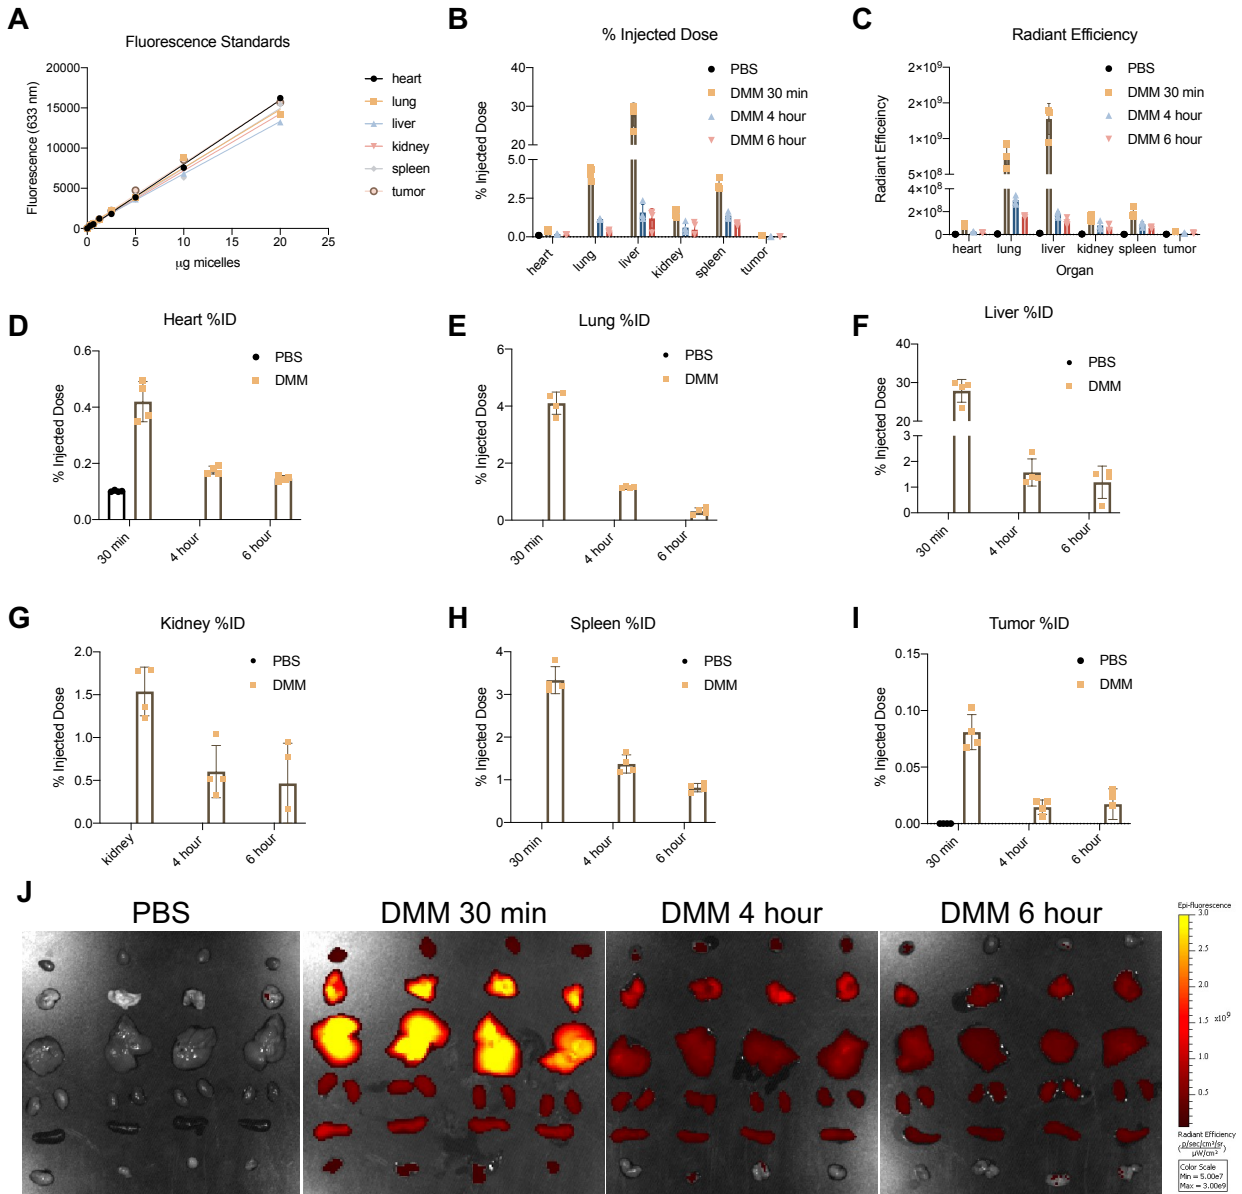 A
Fluorescence Standards
Fluorescence (633 nm)
20000
15000
10000
5000
0
0
5
10
15
20
25
µg micelles
heart
lung
liver
kidney
spleen
tumor
B
% Injected Dose
% Injected Dose
40
30
20
5.0
2.5
0.0
heart
lung
liver
kidney
spleen
tumor
PBS
DMM 30 min
DMM 4 hour
DMM 6 hour
C
Radiant Efficiency
Radiant Efficeincy
2×10⁹
2×10⁹
1×10⁹
5×10⁸
4×10⁸
2×10⁸
0
heart
lung
liver
kidney
spleen
tumor
Organ
PBS
DMM 30 min
DMM 4 hour
DMM 6 hour
D
Heart %ID
% Injected Dose
0.6
0.4
0.2
0.0
30 min
4 hour
6 hour
PBS
DMM
E
Lung %ID
% Injected Dose
6
4
2
0
30 min
4 hour
6 hour
PBS
DMM
F
Liver %ID
% Injected Dose
40
30
20
3
2
1
0
30 min
4 hour
6 hour
PBS
DMM
G
Kidney %ID
% Injected Dose
2.0
1.5
1.0
0.5
0.0
kidney
4 hour
6 hour
PBS
DMM
H
Spleen %ID
% Injected Dose
4
3
2
1
0
30 min
4 hour
6 hour
PBS
DMM
I
Tumor %ID
% Injected Dose
0.15
0.10
0.05
0.00
30 min
4 hour
6 hour
PBS
DMM
J
PBS
DMM 30 min
DMM 4 hour
DMM 6 hour
Epi-fluorescence
3.0
2.5
2.0
1.5
1.0
0.5
x10⁹
Radiant Efficiency
(p/sec/cm²/sr
µW/cm²)
Color Scale
Min = 5.00e7
Max = 3.00e9